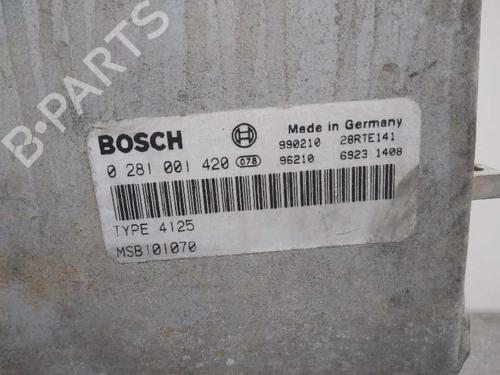 BOSCH
Made in Germany
990210 28RTE141
0 281 001 420 078 96210 6923 1408
TYPE 4125
MSB101070
B-PARTS